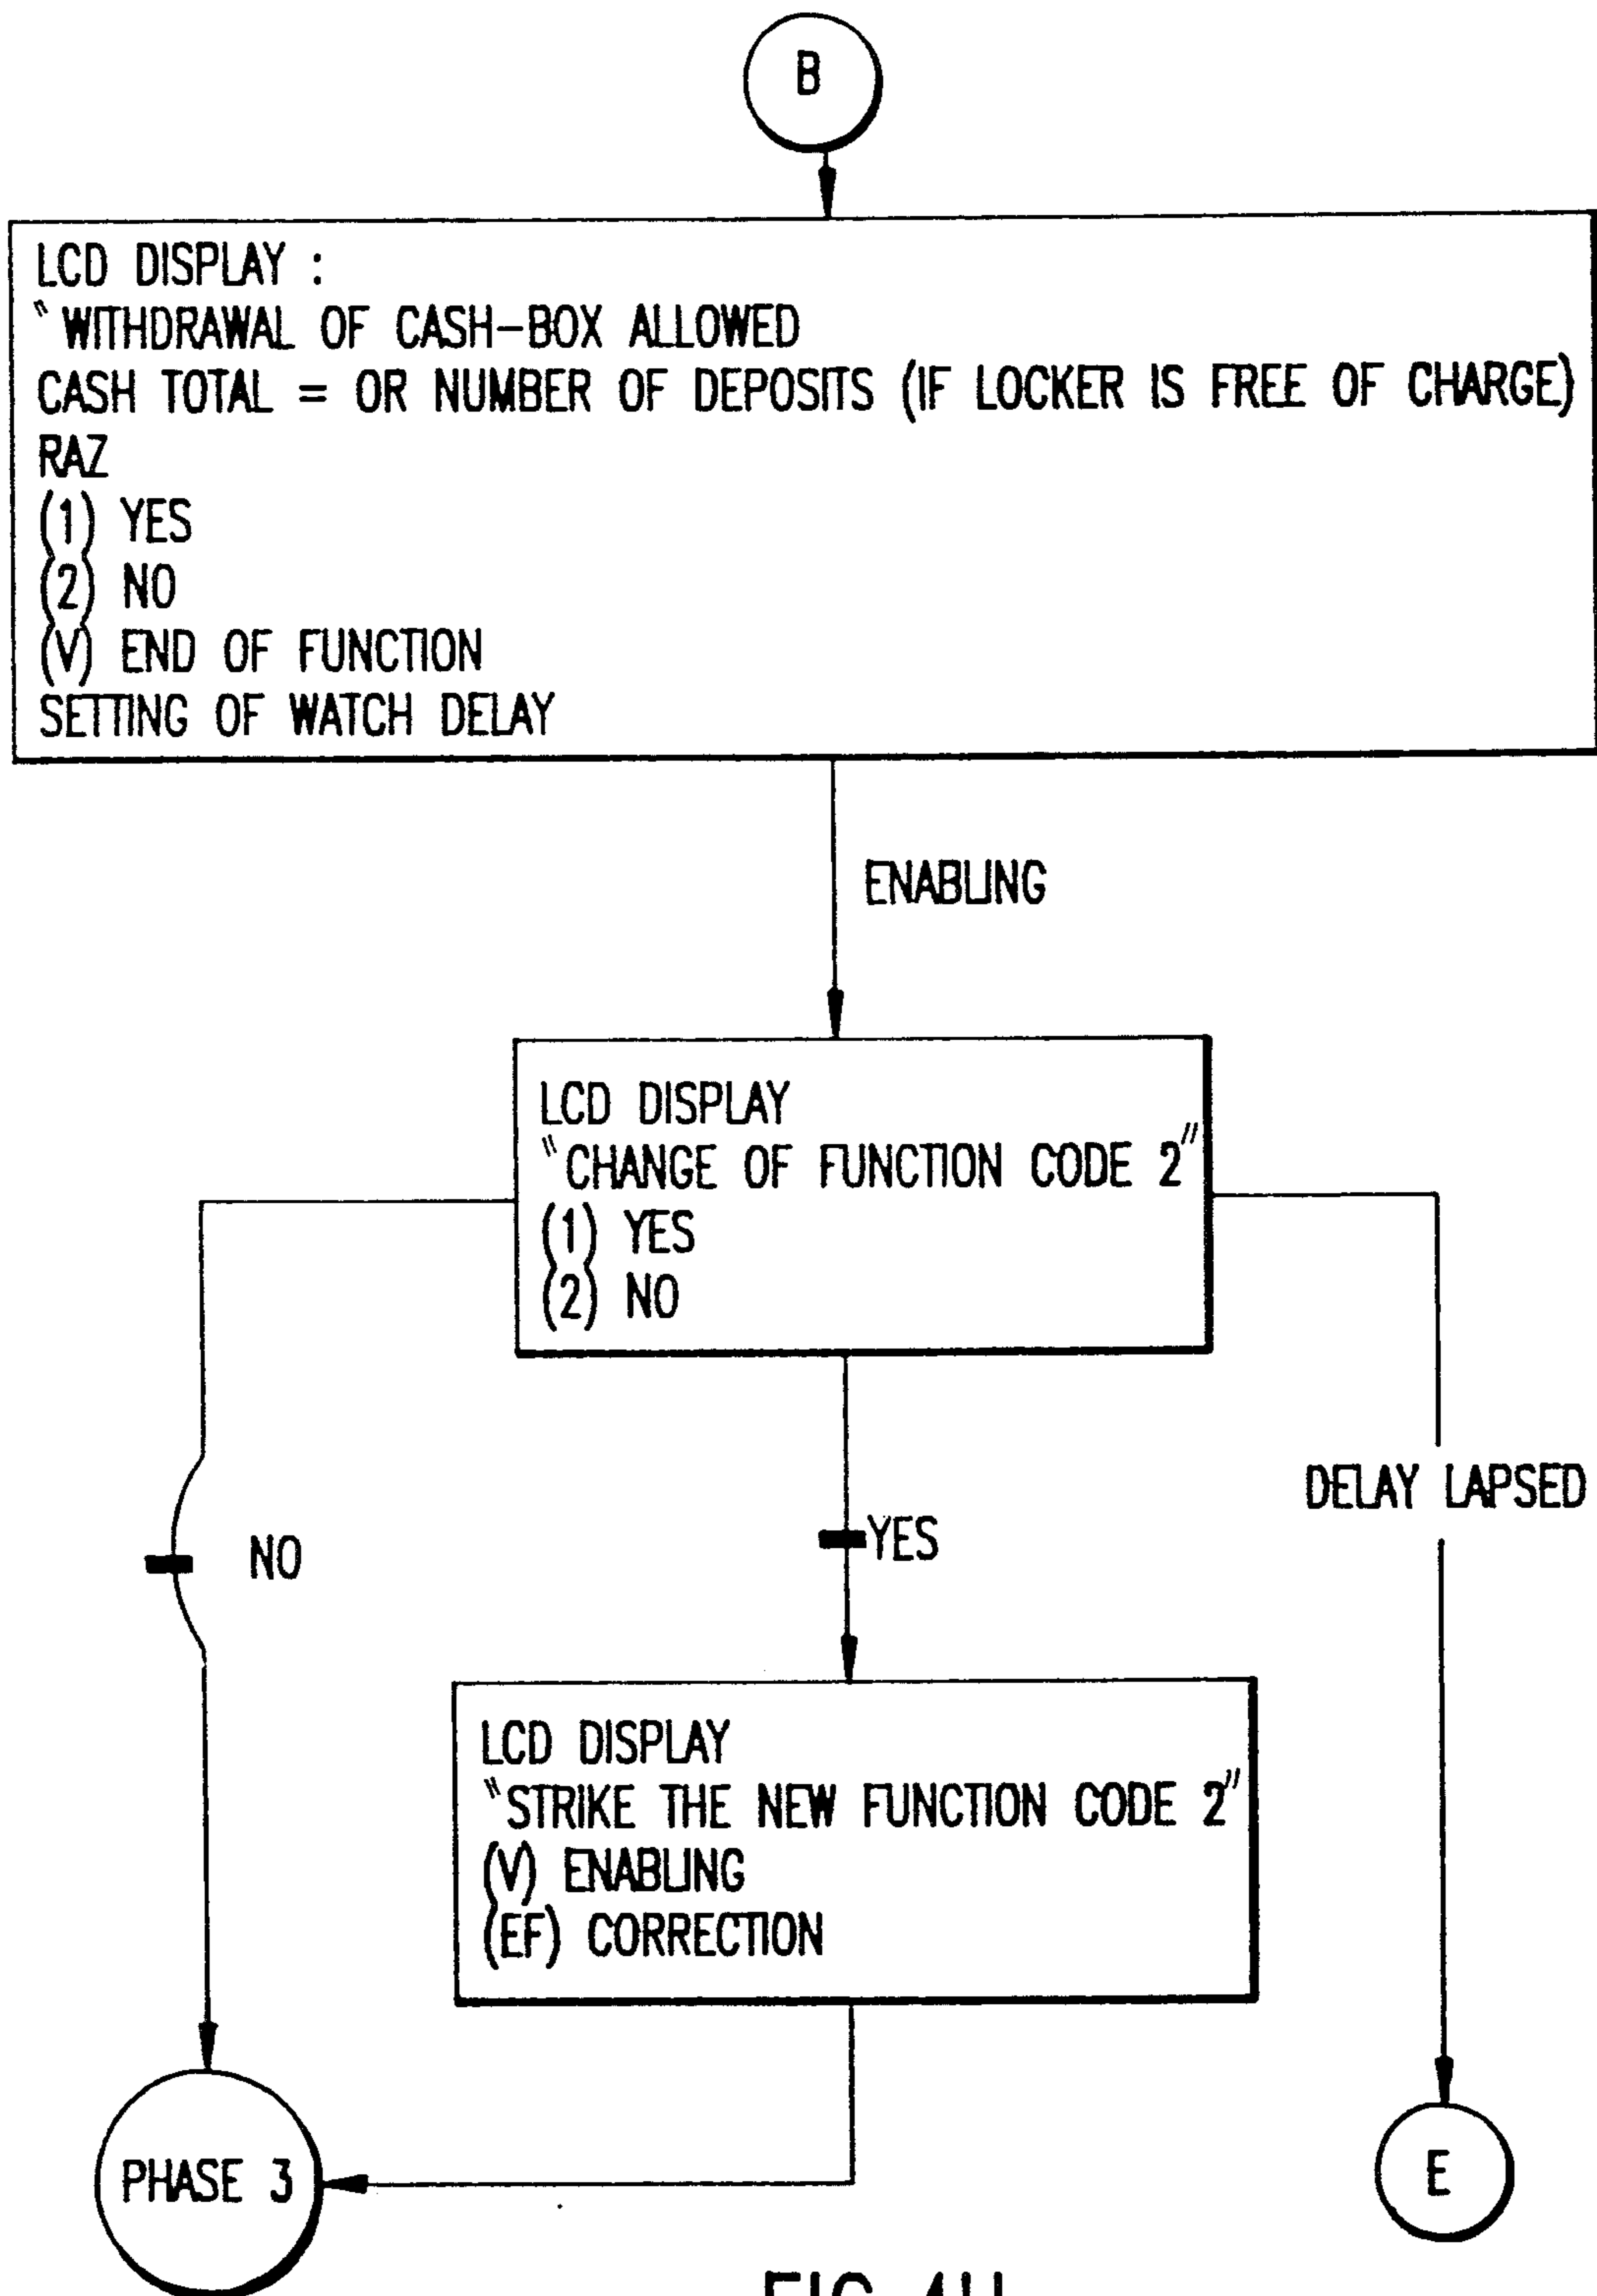 B
LCD DISPLAY :
"WITHDRAWAL OF CASH-BOX ALLOWED
CASH TOTAL = OR NUMBER OF DEPOSITS (IF LOCKER IS FREE OF CHARGE)
RAZ
(1) YES
(2) NO
(V) END OF FUNCTION
SETTING OF WATCH DELAY
ENABLING
LCD DISPLAY
"CHANGE OF FUNCTION CODE 2"
(1) YES
(2) NO
DELAY LAPSED
NO
YES
LCD DISPLAY
"STRIKE THE NEW FUNCTION CODE 2"
(V) ENABLING
(EF) CORRECTION
PHASE 3
E